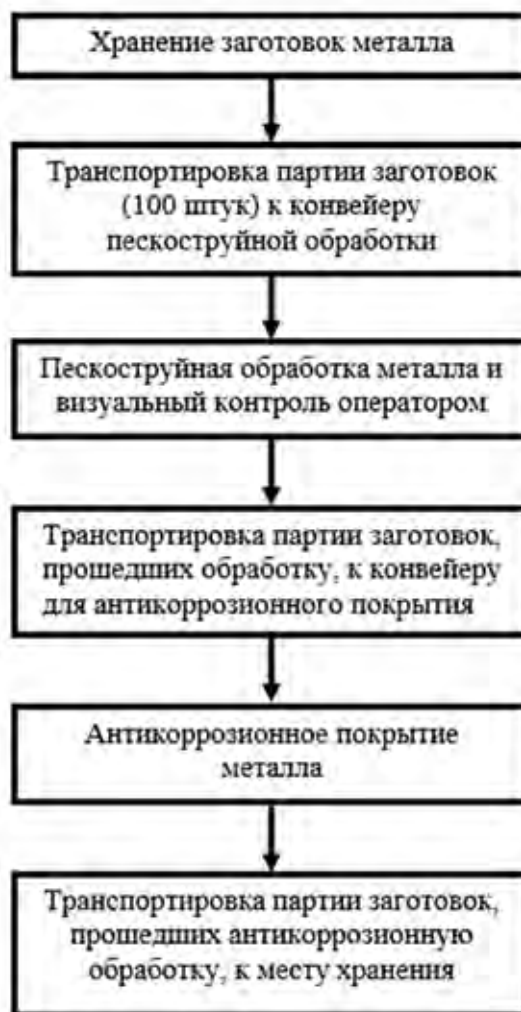 Хранение заготовок металла
Транспортировка партии заготовок
(100 штук) к конвейеру
пескоструйной обработки
Пескоструйная обработка металла и
визуальный контроль оператором
Транспортировка партии заготовок,
прошедших обработку, к конвейеру
для антикоррозионного покрытия
Антикоррозионное покрытие
металла
Транспортировка партии заготовок,
прошедших антикоррозионную
обработку, к месту хранения